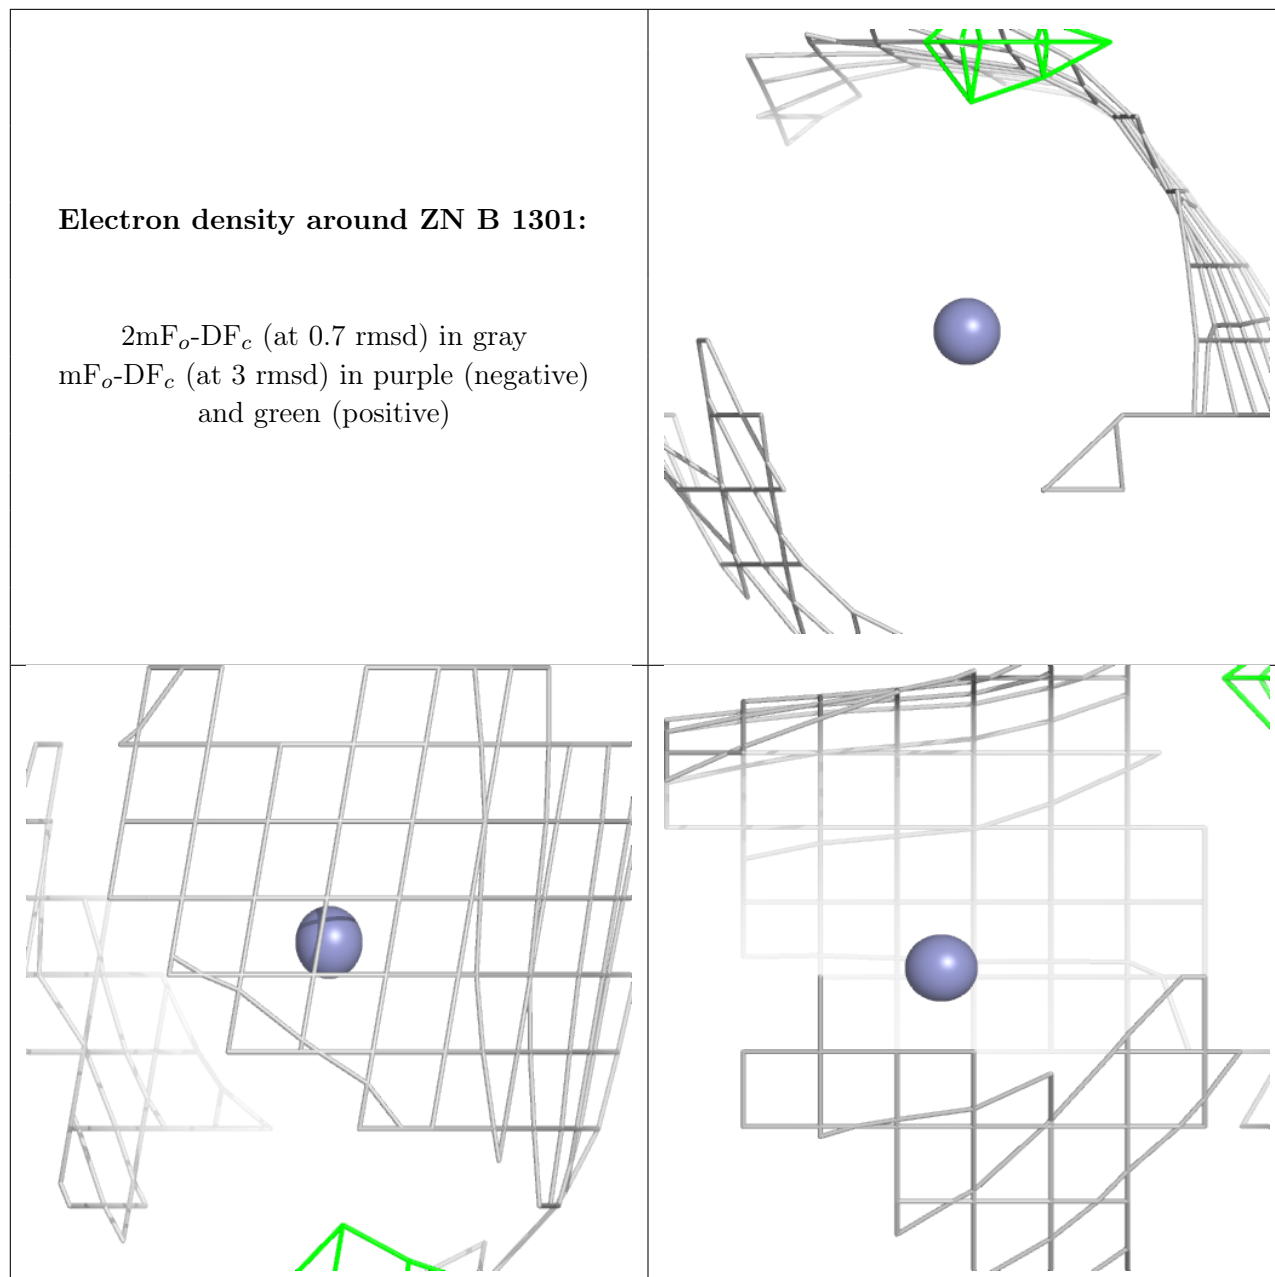 Electron density around ZN B 1301:
2mFo-DFc (at 0.7 rmsd) in gray
mFo-DFc (at 3 rmsd) in purple (negative)
and green (positive)